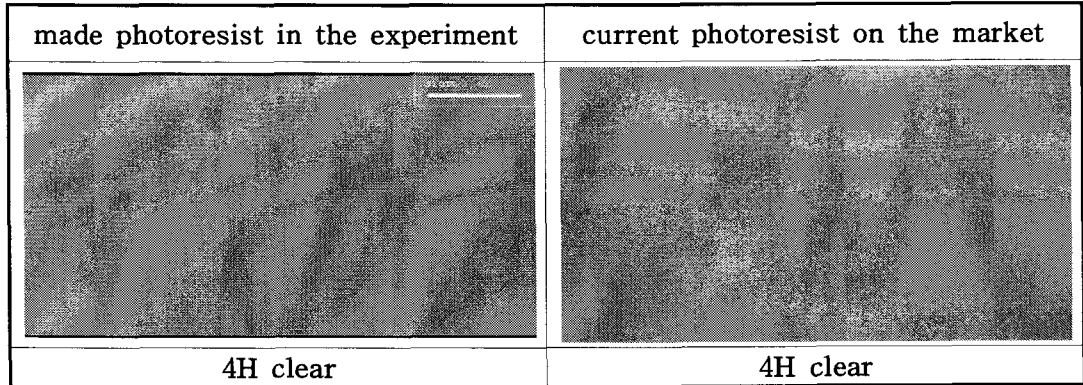 made photoresist in the experiment
current photoresist on the market
4H clear
4H clear